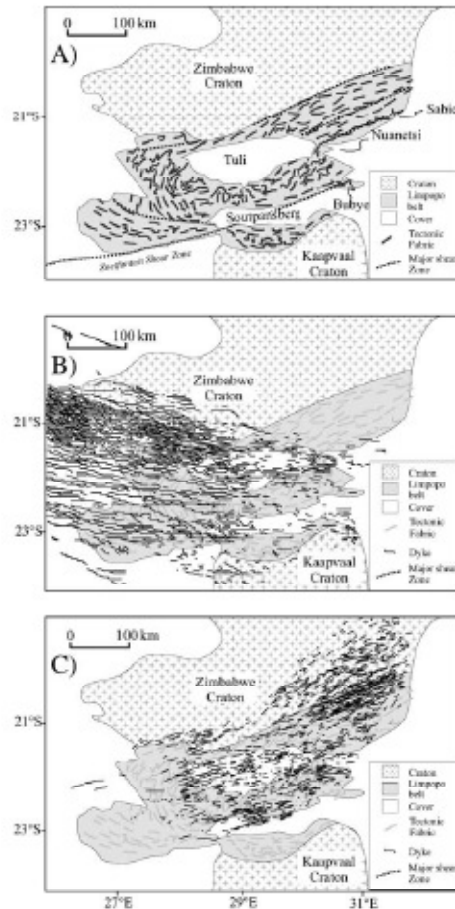 0 100 km
A)
Zimbabwe
Craton
21°S
Sabie
Nuanetsi
Tuli
Soutpansberg
Bubye
23°S
Shear Zone
Kaapvaal
Craton
Craton
Limpopo
belt
Cover
Tectonic
Fabric
Major shear
Zone
0 100 km
B)
Zimbabwe
Craton
21°S
23°S
Kaapvaal
Craton
Craton
Limpopo
belt
Cover
Tectonic
Fabric
Dyke
Major shear
Zone
0 100 km
C)
Zimbabwe
Craton
21°S
23°S
Kaapvaal
Craton
Craton
Limpopo
belt
Cover
Tectonic
Fabric
Dyke
Major shear
Zone
27°E 29°E 31°E